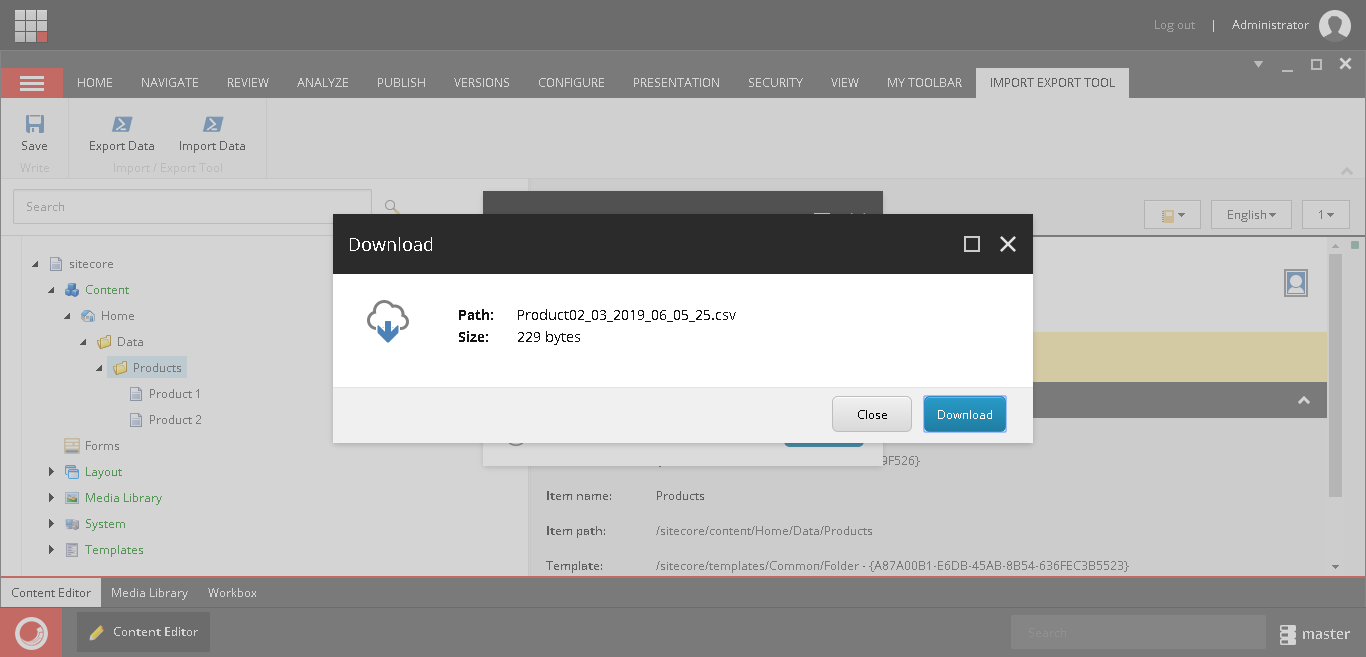 Log out | Administrator
HOME NAVIGATE REVIEW ANALYZE PUBLISH VERSIONS CONFIGURE PRESENTATION SECURITY VIEW MY TOOLBAR IMPORT EXPORT TOOL
Save Export Data Import Data
Write Import / Export Tool
Search
English 1
Download
sitecore
Content
Home
Data
Products
Product 1
Product 2
Forms
Layout
Media Library
System
Templates
Path: Product02_03_2019_06_05_25.csv
Size: 229 bytes
Close Download
9F526}
Item name: Products
Item path: /sitecore/content/Home/Data/Products
Template: /sitecore/templates/Common/Folder - {A87A00B1-E6DB-45AB-8B54-636FEC3B5523}
Content Editor Media Library Workbox
Content Editor Search master